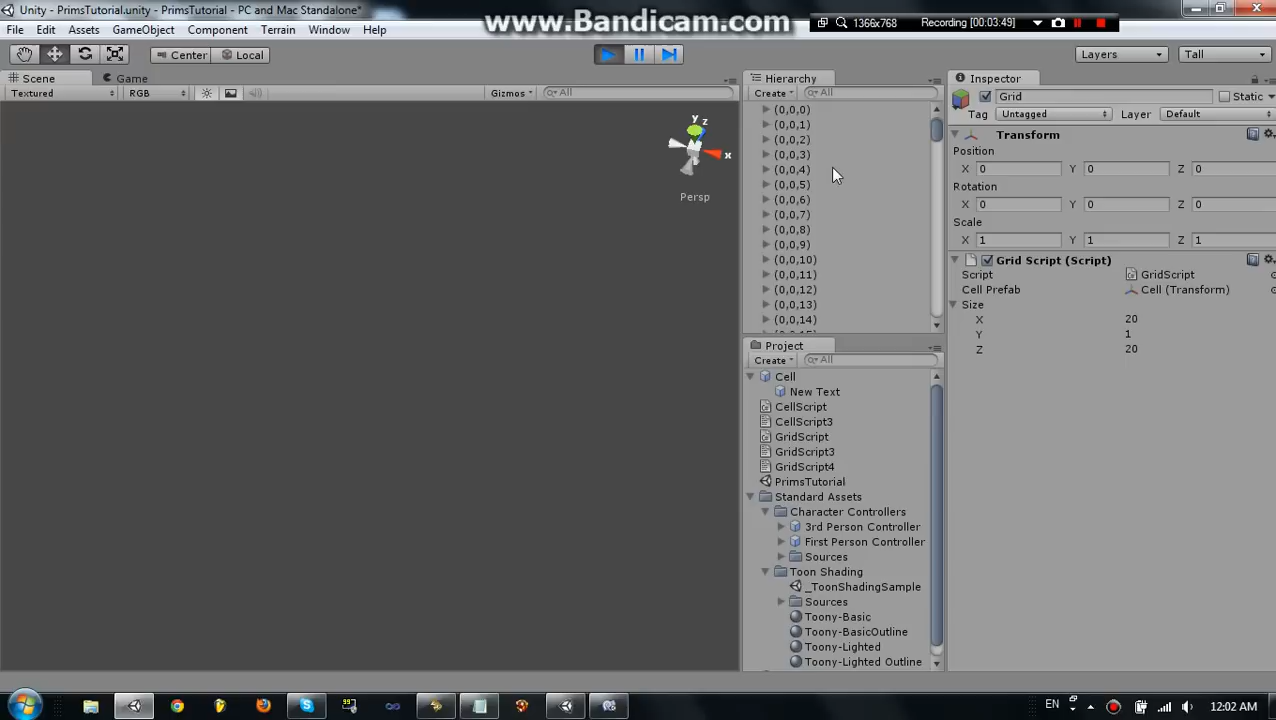 Unity - PrimsTutorial.unity - PrimsTutorial - PC and Mac Standalone*
www.Bandicam.com
1366x768
Recording [00:03:49]
File Edit Assets GameObject Component Terrain Window Help
Center Local
Layers Tall
Scene Game
Textured RGB Gizmos All
y z
x
Persp
Hierarchy
Create All
(0,0,0)
(0,0,1)
(0,0,2)
(0,0,3)
(0,0,4)
(0,0,5)
(0,0,6)
(0,0,7)
(0,0,8)
(0,0,9)
(0,0,10)
(0,0,11)
(0,0,12)
(0,0,13)
(0,0,14)
Project
Create All
Cell
New Text
CellScript
CellScript3
GridScript
GridScript3
GridScript4
PrimsTutorial
Standard Assets
Character Controllers
3rd Person Controller
First Person Controller
Sources
Toon Shading
_ToonShadingSample
Sources
Toony-Basic
Toony-BasicOutline
Toony-Lighted
Toony-Lighted Outline
Inspector
Grid Static
Tag Untagged Layer Default
Transform
Position
X 0 Y 0 Z 0
Rotation
X 0 Y 0 Z 0
Scale
X 1 Y 1 Z 1
Grid Script (Script)
Script GridScript
Cell Prefab Cell (Transform)
Size
X 20
Y 1
Z 20
EN 12:02 AM